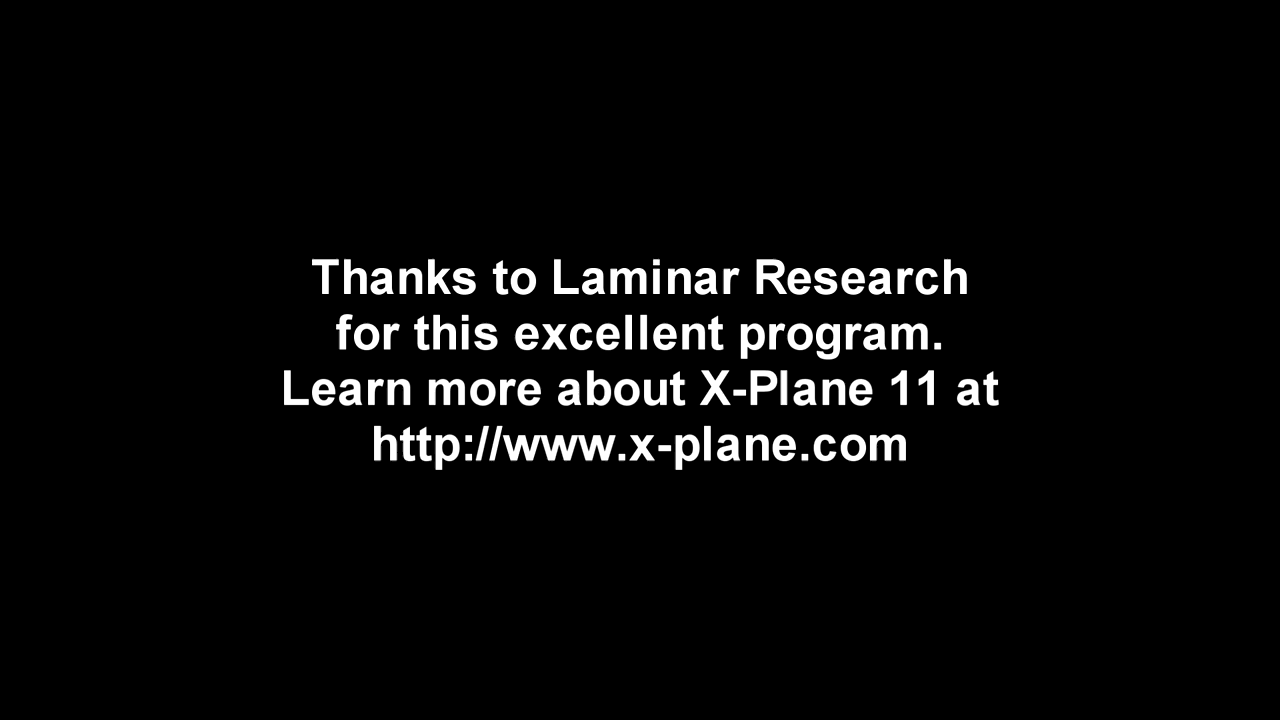 Thanks to Laminar Research
for this excellent program.
Learn more about X-Plane 11 at
http://www.x-plane.com